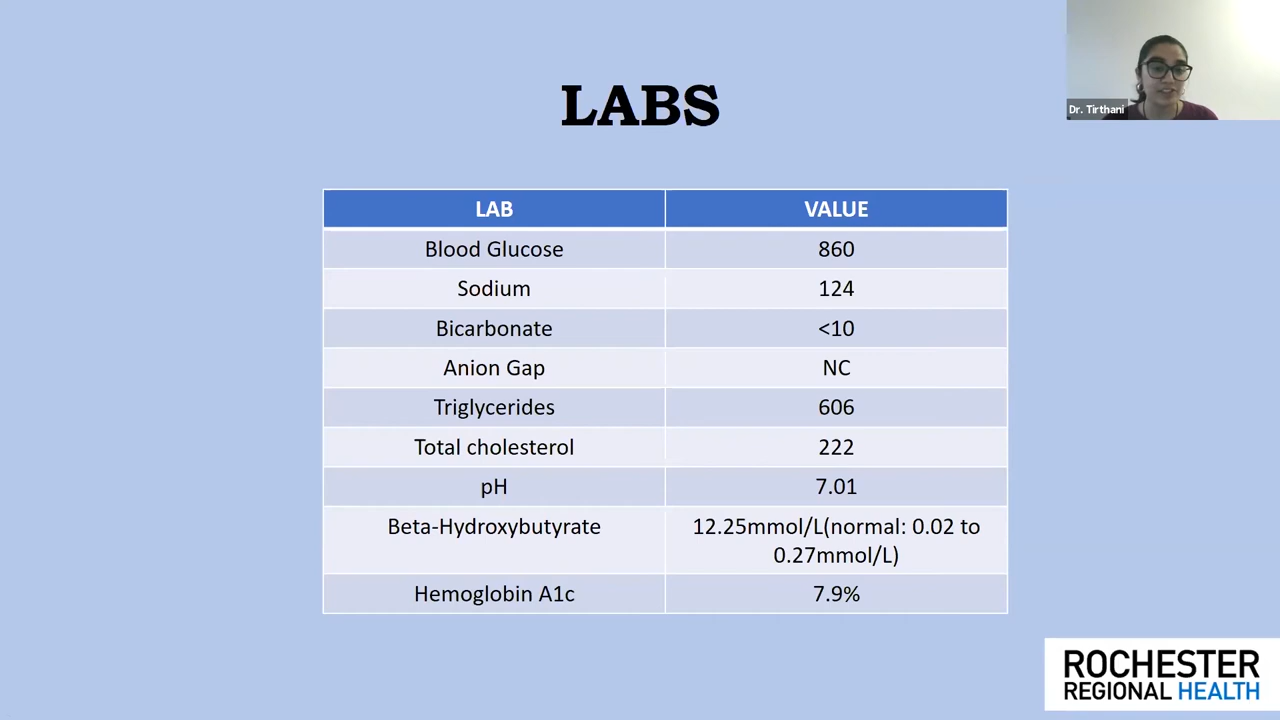 Dr. Tirthani
LABS
LAB VALUE
Blood Glucose 860
Sodium 124
Bicarbonate <10
Anion Gap NC
Triglycerides 606
Total cholesterol 222
pH 7.01
Beta-Hydroxybutyrate 12.25mmol/L(normal: 0.02 to
0.27mmol/L)
Hemoglobin A1c 7.9%
ROCHESTER
REGIONAL HEALTH